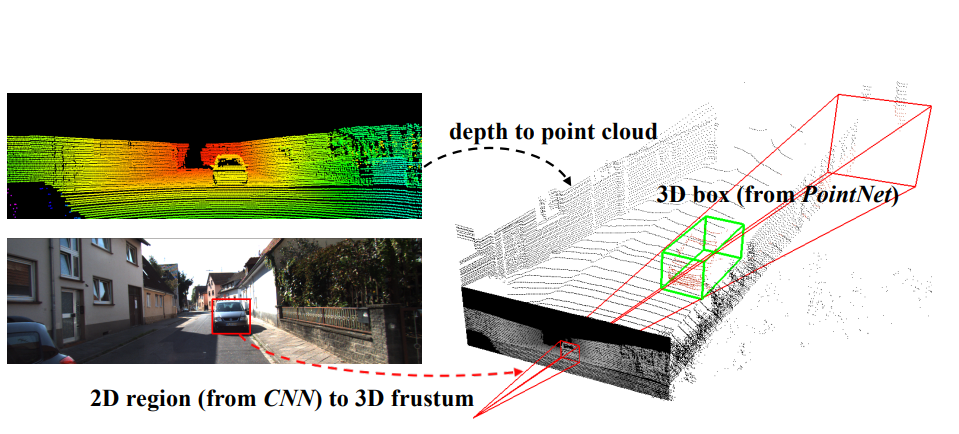 depth to point cloud
3D box (from PointNet)
2D region (from CNN) to 3D frustum